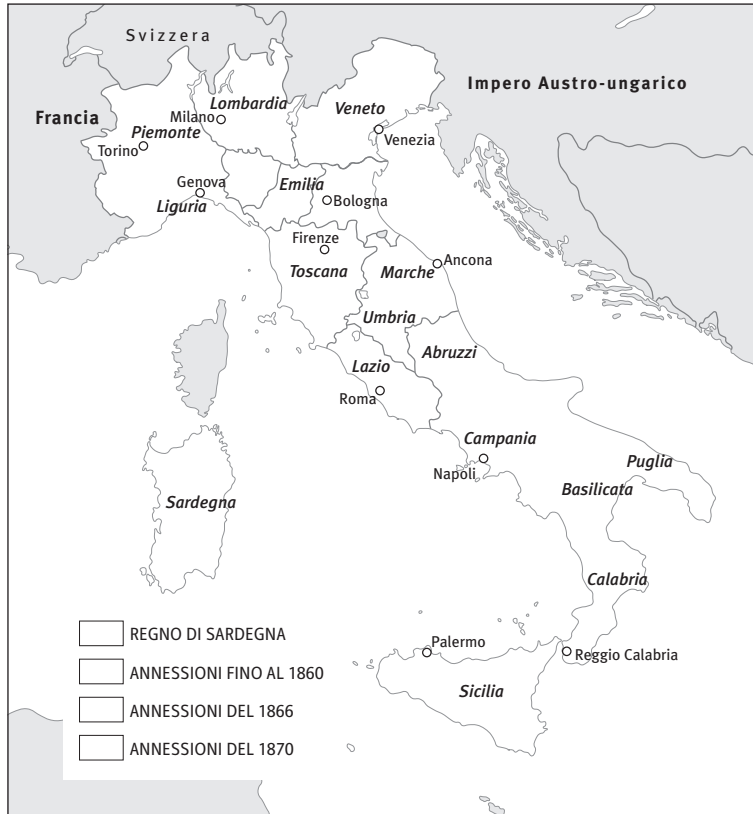 Svizzera
Impero Austro-ungarico
Francia
Lombardia
Milano
Veneto
Venezia
Piemonte
Torino
Genova
Liguria
Emilia
Bologna
Firenze
Toscana
Marche
Ancona
Umbria
Abruzzi
Lazio
Roma
Campania
Napoli
Puglia
Basilicata
Sardegna
Calabria
Palermo
Reggio Calabria
Sicilia
REGNO DI SARDEGNA
ANNESSIONI FINO AL 1860
ANNESSIONI DEL 1866
ANNESSIONI DEL 1870